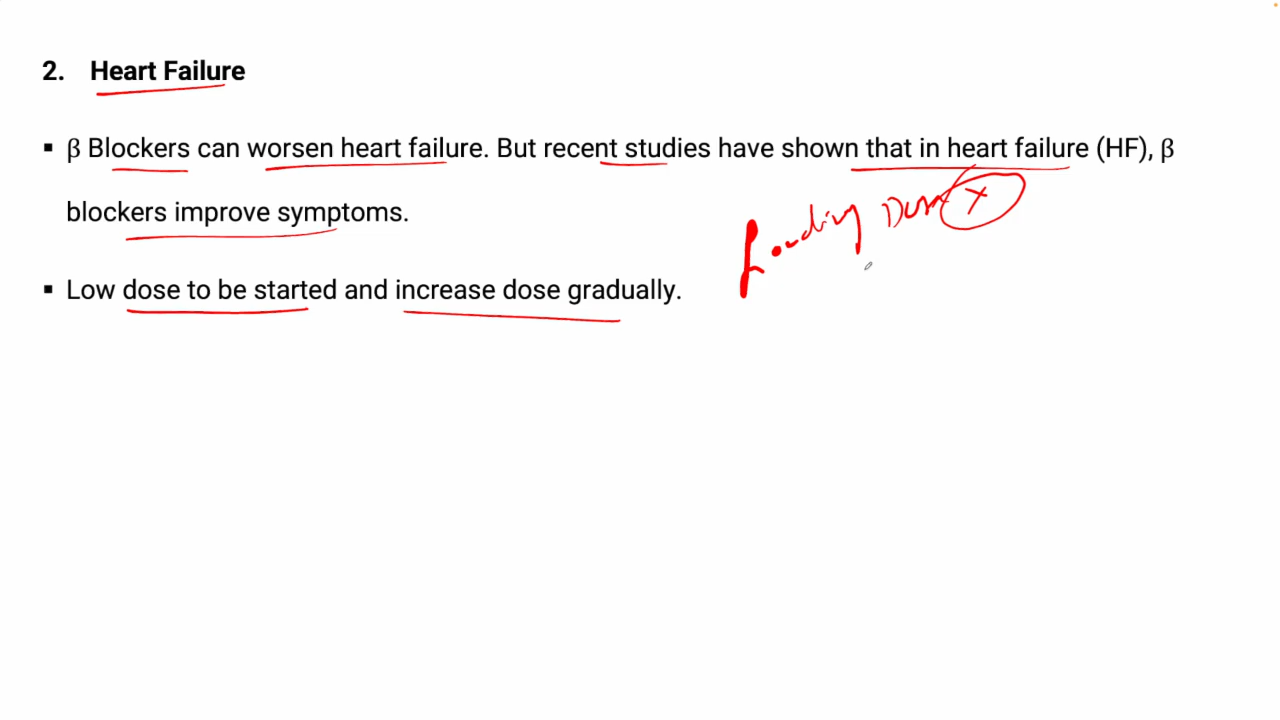 2. Heart Failure
▪ β Blockers can worsen heart failure. But recent studies have shown that in heart failure (HF), β
blockers improve symptoms.
Loading Dose X
▪ Low dose to be started and increase dose gradually.